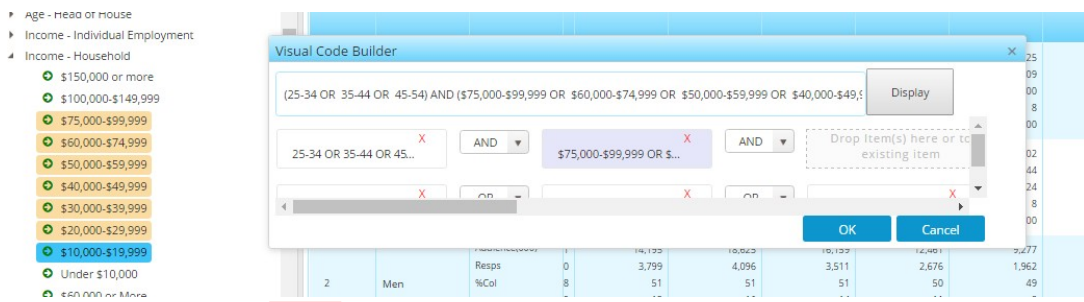 Age - Head of House
Income - Individual Employment
Income - Household
$150,000 or more
$100,000-$149,999
$75,000-$99,999
$60,000-$74,999
$50,000-$59,999
$40,000-$49,999
$30,000-$39,999
$20,000-$29,999
$10,000-$19,999
Under $10,000
$60,000 or More
Visual Code Builder
×
(25-34 OR 35-44 OR 45-54) AND ($75,000-$99,999 OR $60,000-$74,999 OR $50,000-$59,999 OR $40,000-$49,9
Display
25-34 OR 35-44 OR 45...
X
AND
$75,000-$99,999 OR $...
X
AND
Drop Item(s) here or to
existing item
X
OR
X
OR
X
OK
Cancel
25
09
00
8
00
02
44
24
8
00
14,195 18,625 16,159 12,461 9,277
Resps 0 3,799 4,096 3,511 2,676 1,962
2 Men %Col 8 51 51 51 50 49